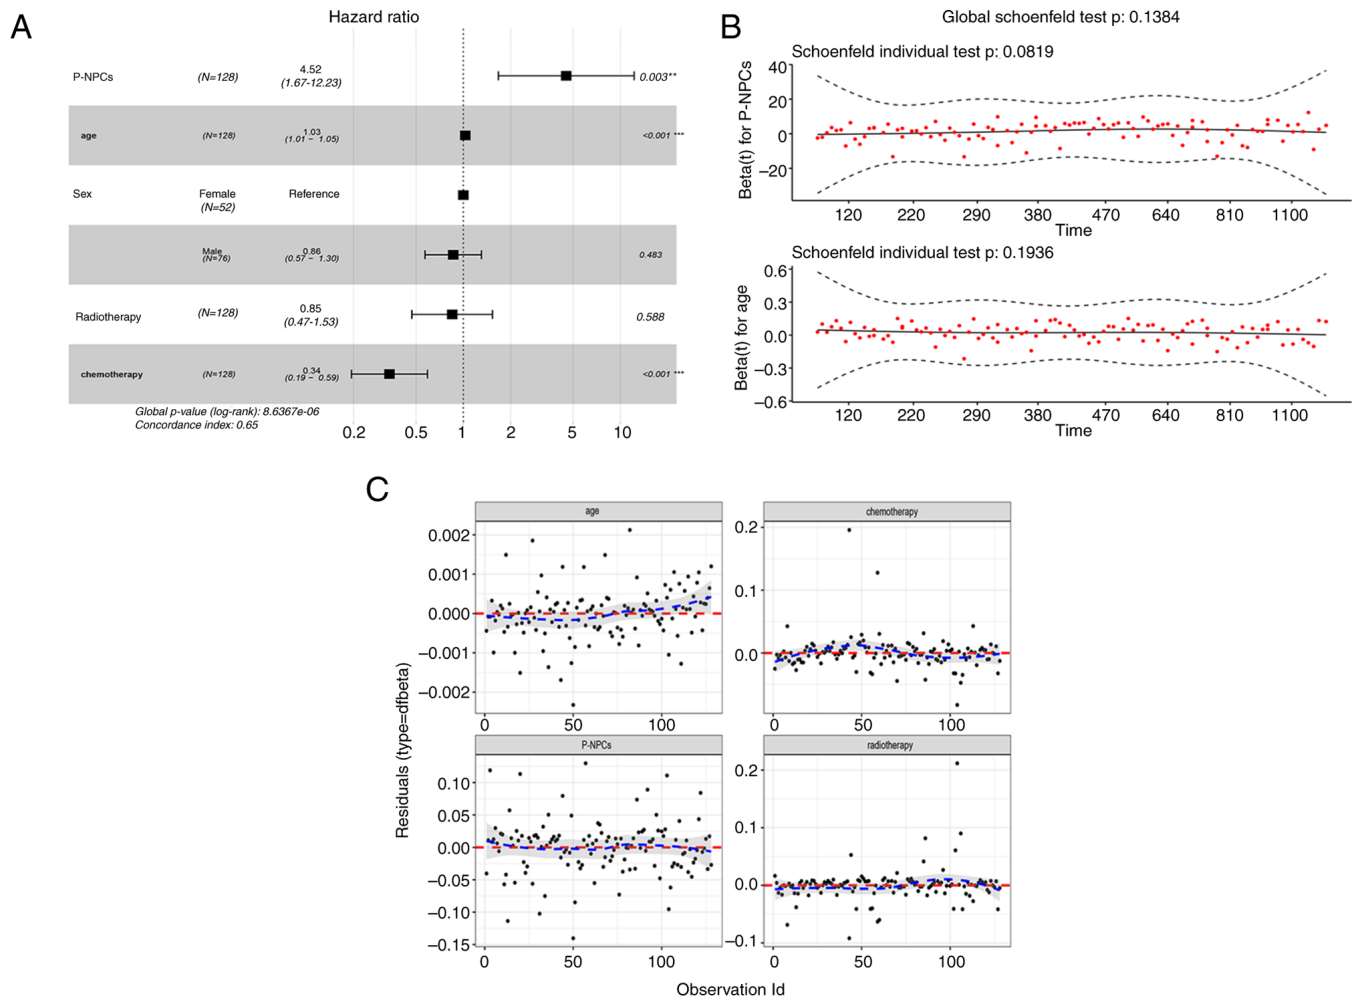 A
Hazard ratio
P-NPCs (N=128) 4.52 0.003**
(1.67-12.23)
age (N=128) 1.03 <0.001 ***
(1.01 − 1.05)
Sex Female Reference
(N=52)
Male 0.86 0.483
(N=76) (0.57 − 1.30)
Radiotherapy (N=128) 0.85 0.588
(0.47-1.53)
chemotherapy (N=128) 0.34 <0.001 ***
(0.19 − 0.59)
Global p-value (log-rank): 8.6367e-06
Concordance index: 0.65
0.2 0.5 1 2 5 10
B
Global schoenfeld test p: 0.1384
Schoenfeld individual test p: 0.0819
Beta(t) for P-NPCs
40
20
0
−20
120 220 290 380 470 640 810 1100
Time
Schoenfeld individual test p: 0.1936
Beta(t) for age
0.6
0.3
0.0
−0.3
−0.6
120 220 290 380 470 640 810 1100
Time
C
Residuals (type=dfbeta)
age
0.002
0.001
0.000
−0.001
−0.002
0 50 100
chemotherapy
0.2
0.1
0.0
0 50 100
P-NPCs
0.10
0.05
0.00
−0.05
−0.10
−0.15
0 50 100
radiotherapy
0.2
0.1
0.0
−0.1
0 50 100
Observation Id